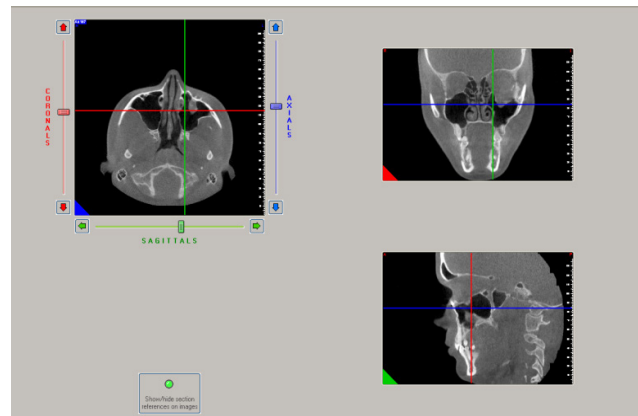 CORONALS
AXIALS
SAGITTALS
Show/hide section
references on images